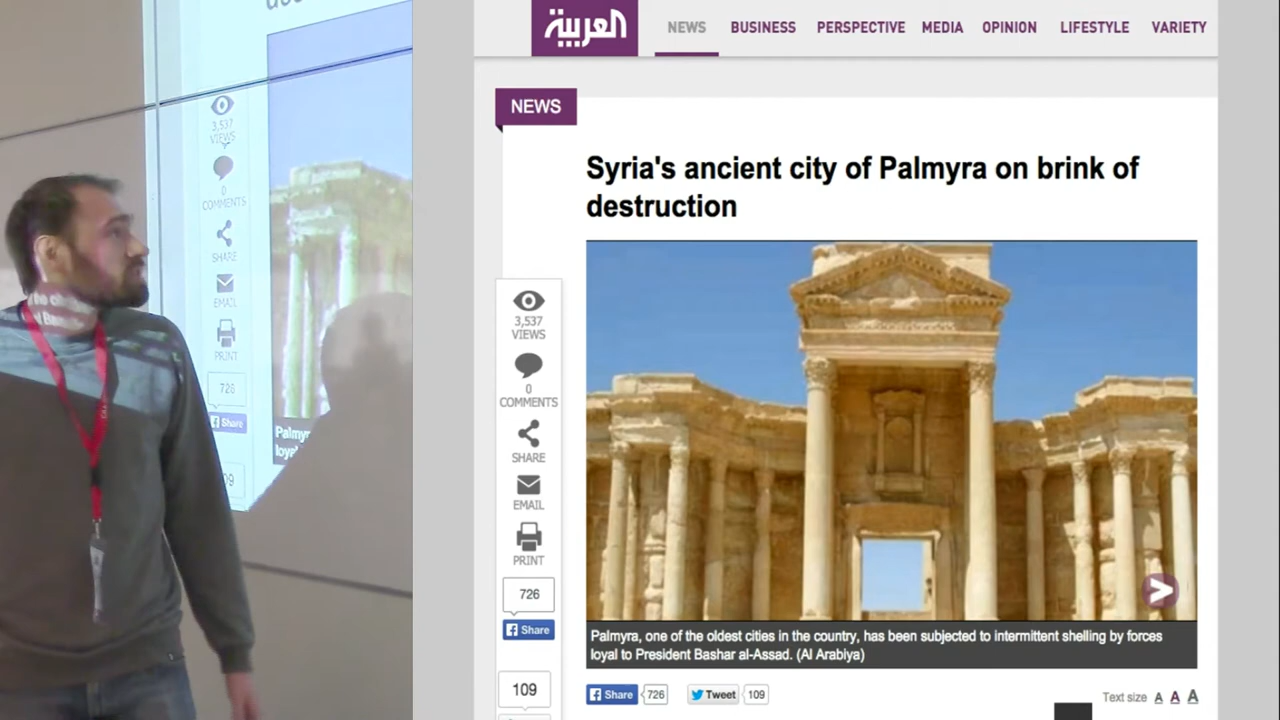 3,537
VIEWS
0
COMMENTS
SHARE
EMAIL
PRINT
726
Share
09
Palmy
loya
العربية
NEWS
BUSINESS
PERSPECTIVE
MEDIA
OPINION
LIFESTYLE
VARIETY
NEWS
Syria's ancient city of Palmyra on brink of
destruction
3,537
VIEWS
0
COMMENTS
SHARE
EMAIL
PRINT
726
Share
109
Palmyra, one of the oldest cities in the country, has been subjected to intermittent shelling by forces
loyal to President Bashar al-Assad. (Al Arabiya)
Share 726 Tweet 109
Text size A A A